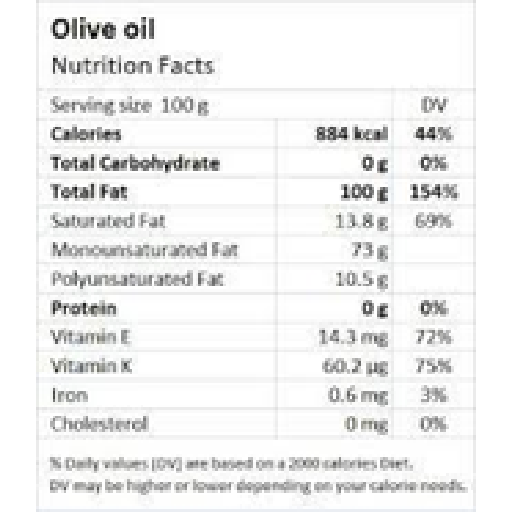 Olive oil
Nutrition Facts
Serving size 100 g DV
Calories 884 kcal 44%
Total Carbohydrate 0 g 0%
Total Fat 100 g 154%
Saturated Fat 13.8 g 69%
Monounsaturated Fat 73 g
Polyunsaturated Fat 10.5 g
Protein 0 g 0%
Vitamin E 14.3 mg 72%
Vitamin K 60.2 µg 75%
Iron 0.6 mg 3%
Cholesterol 0 mg 0%
% Daily values (DV) are based on a 2000 calories Diet.
DV may be higher or lower depending on your calorie needs.